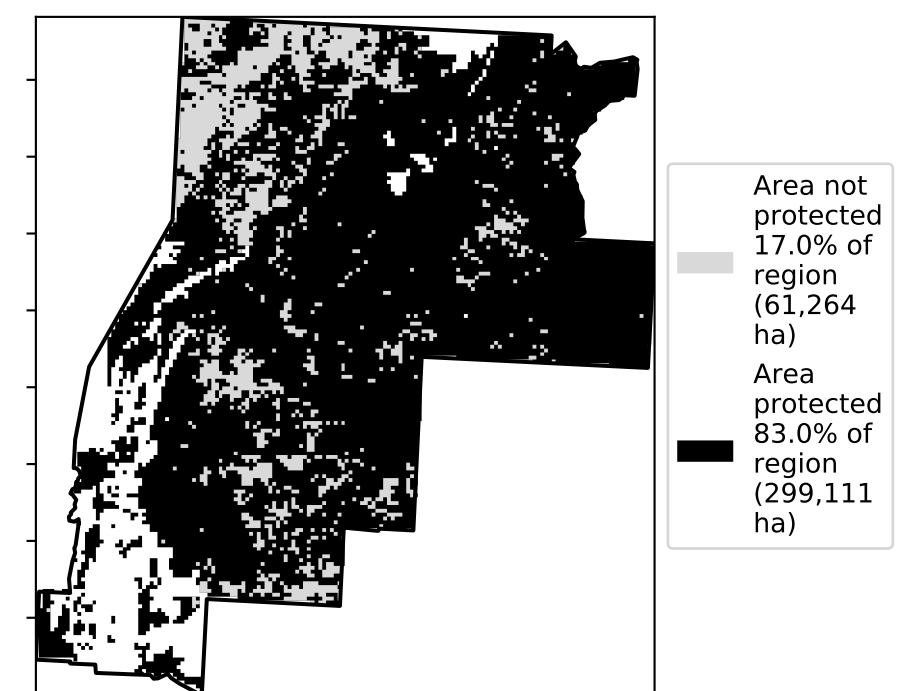 Area not
protected
17.0% of
region
(61,264
ha)
Area
protected
83.0% of
region
(299,111
ha)